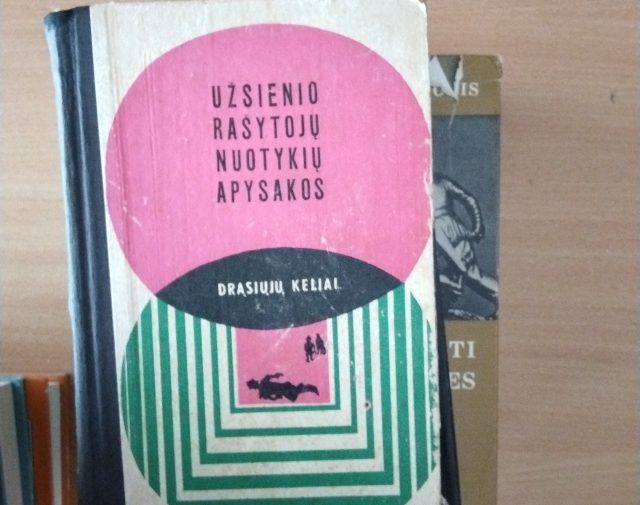 UŽSIENIO
RAŠYTOJŲ
NUOTYKIŲ
APYSAKOS
DRĄSIŲJŲ KELIAI